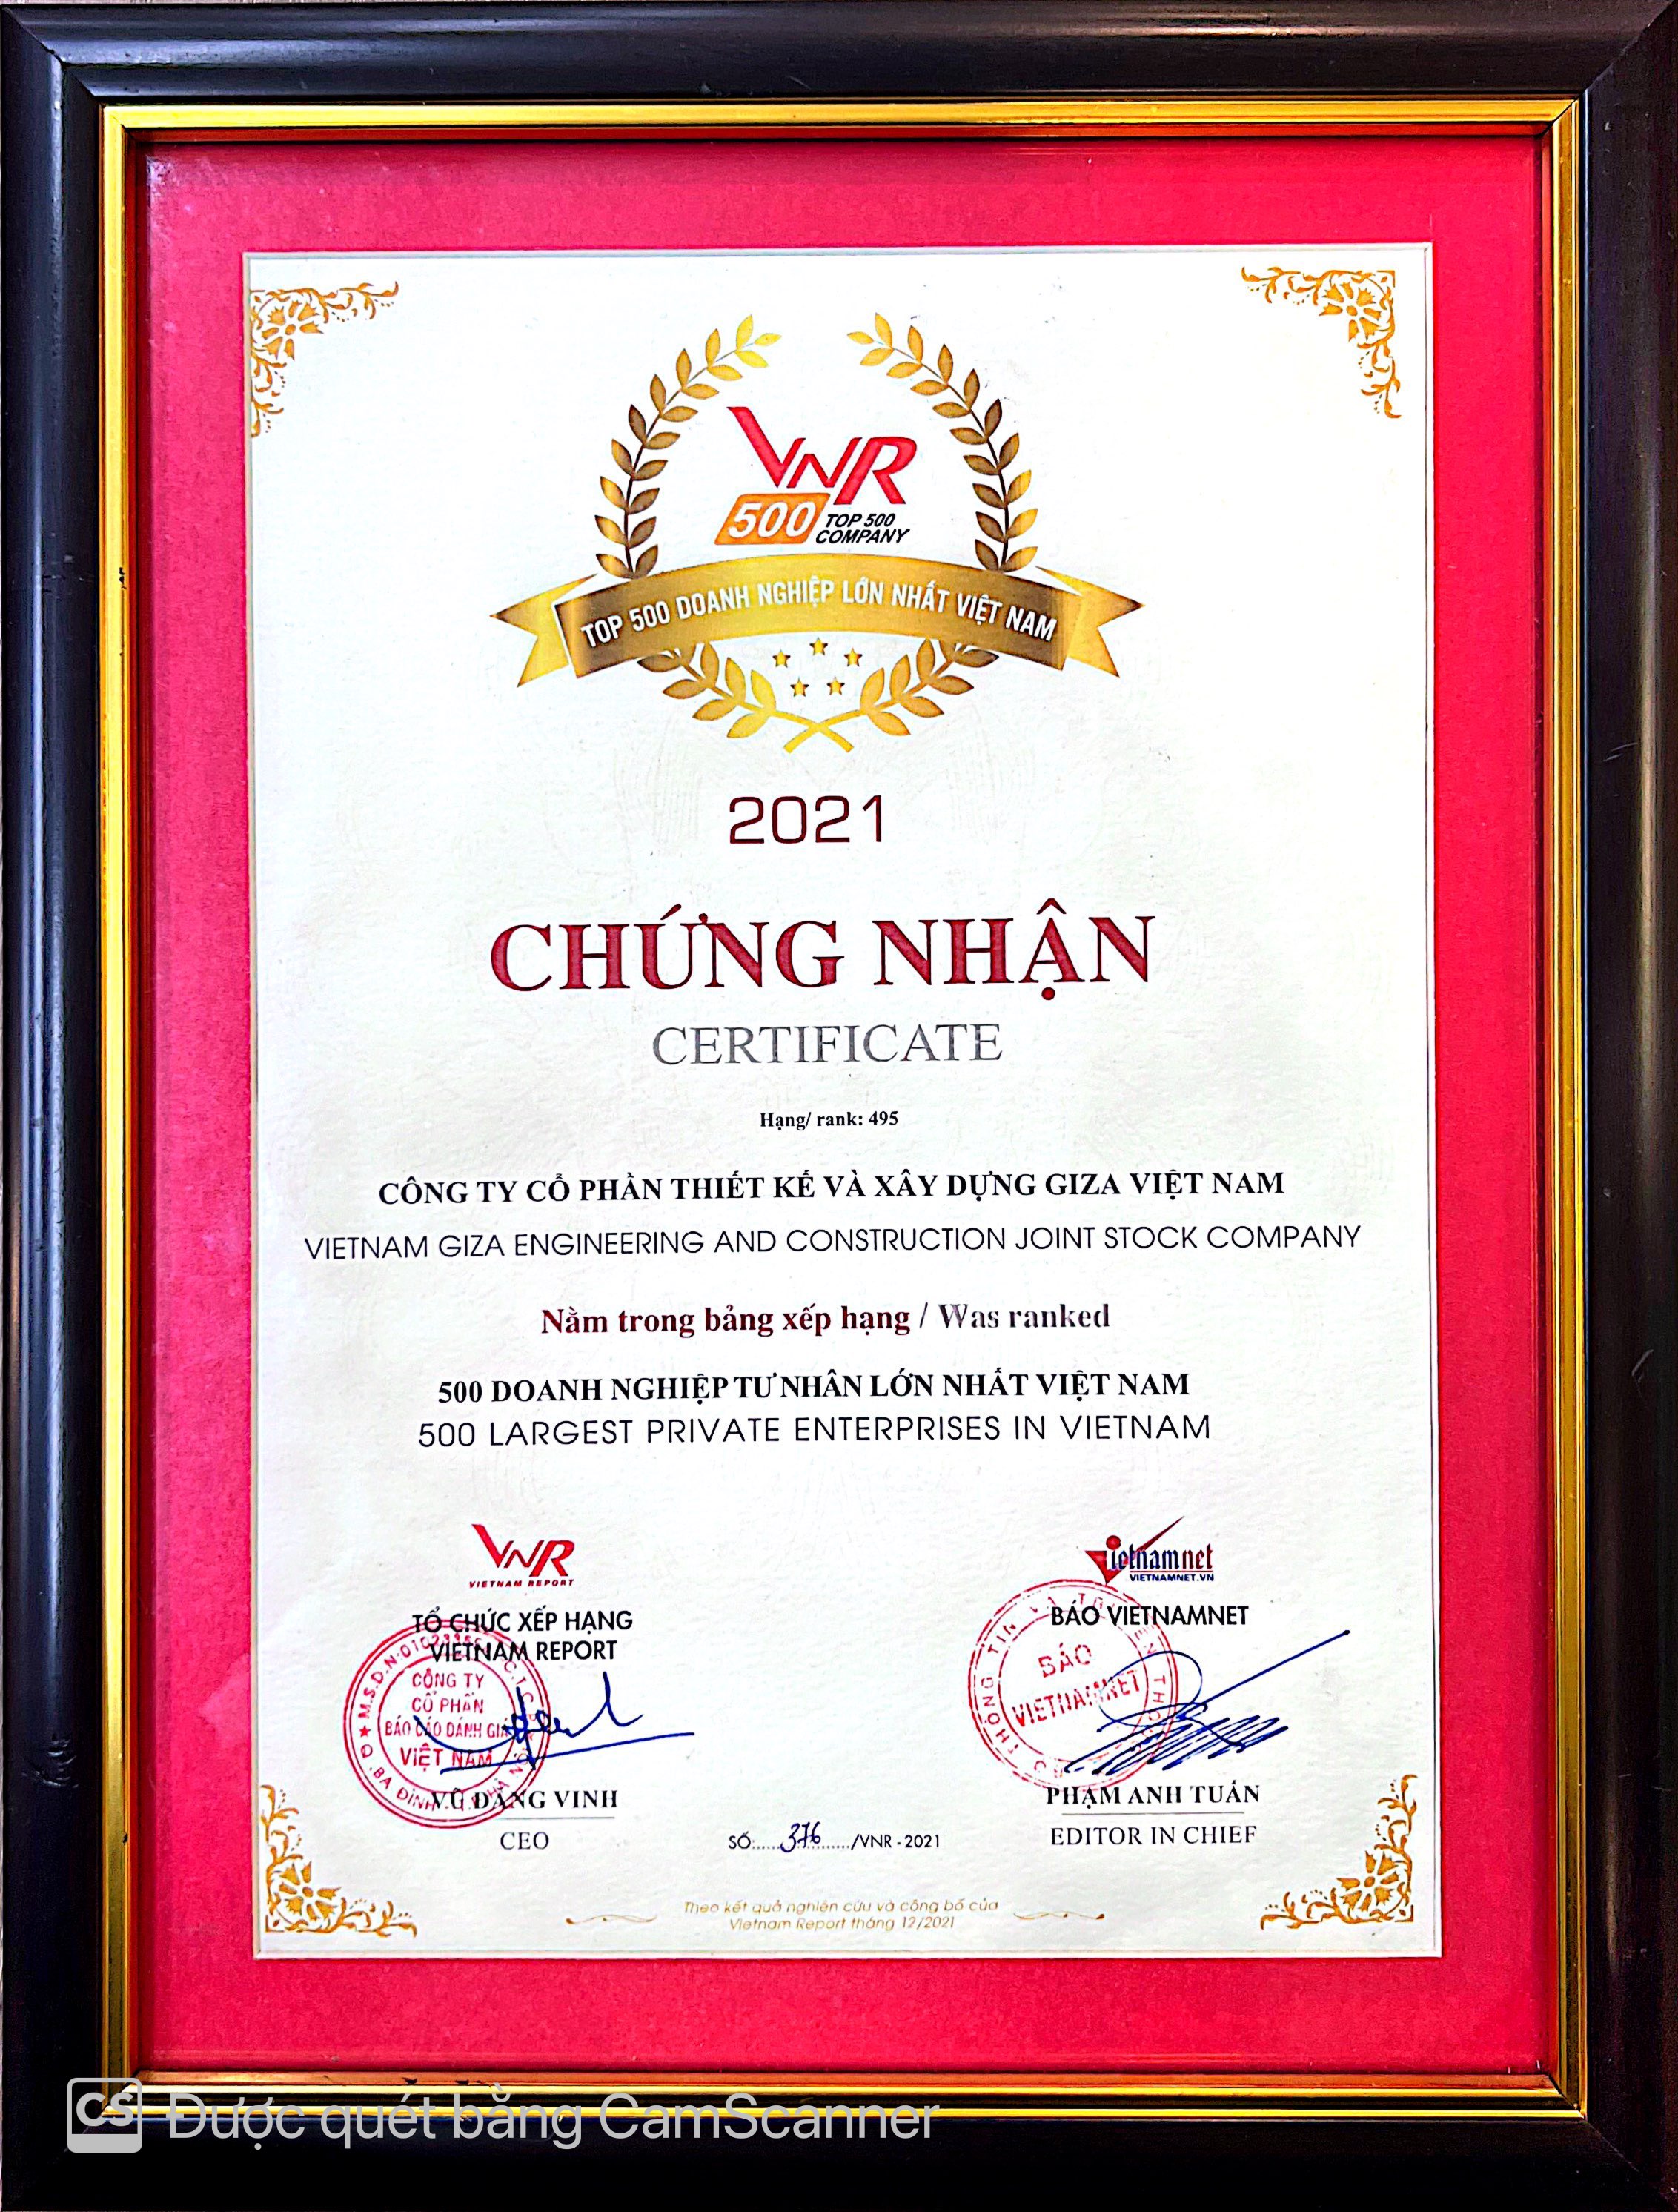 VNR
500 TOP 500
COMPANY
TOP 500 DOANH NGHIỆP LỚN NHẤT VIỆT NAM
2021
CHỨNG NHẬN
CERTIFICATE
Hạng/ rank: 495
CÔNG TY CỔ PHẦN THIẾT KẾ VÀ XÂY DỰNG GIZA VIỆT NAM
VIETNAM GIZA ENGINEERING AND CONSTRUCTION JOINT STOCK COMPANY
Nằm trong bảng xếp hạng / Was ranked
500 DOANH NGHIỆP TƯ NHÂN LỚN NHẤT VIỆT NAM
500 LARGEST PRIVATE ENTERPRISES IN VIETNAM
VNR
VIETNAM REPORT
TỔ CHỨC XẾP HẠNG
VIETNAM REPORT
CÔNG TY
CỔ PHẦN
BÁO CÁO ĐÁNH GIÁ
VIỆT NAM
VŨ ĐĂNG VINH
CEO
vietnamnet
VIETNAMNET.VN
BÁO VIETNAMNET
BÁO
VIETNAMNET
PHẠM ANH TUẤN
EDITOR IN CHIEF
SỐ:.....376....../VNR - 2021
Theo kết quả nghiên cứu và công bố của
Vietnam Report tháng 12/2021
CS Được quét bằng CamScanner